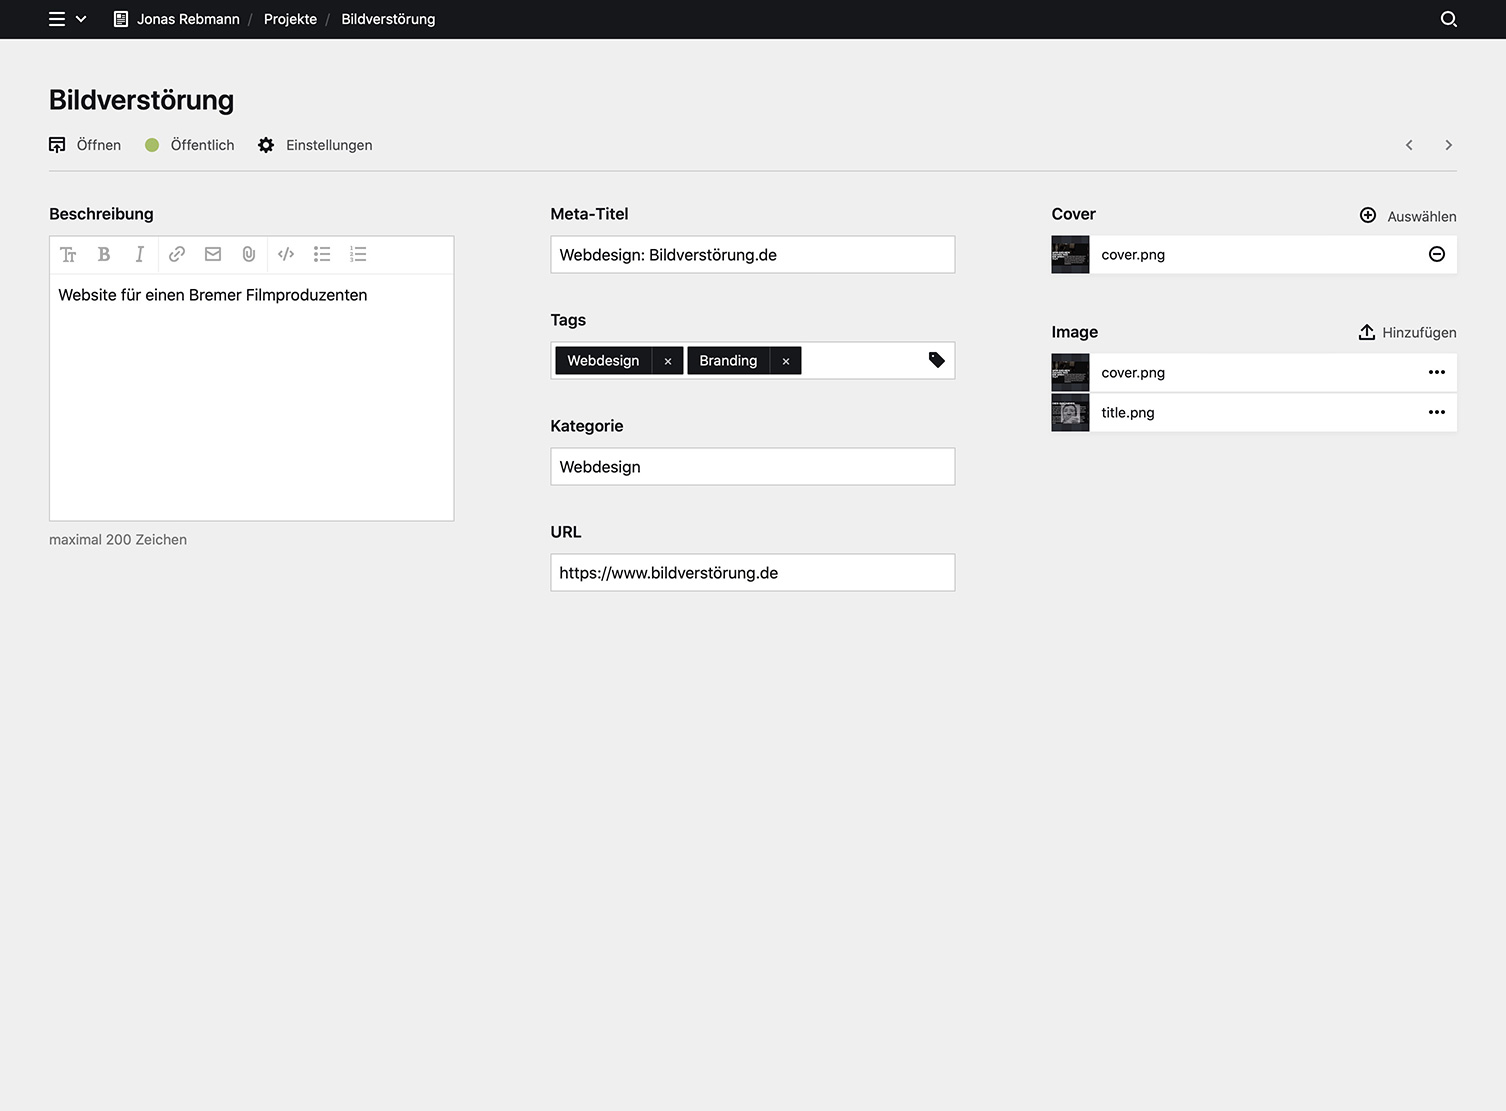 Jonas Rebmann / Projekte / Bildverstörung
Bildverstörung
Öffnen Öffentlich Einstellungen
Beschreibung
Website für einen Bremer Filmproduzenten
maximal 200 Zeichen
Meta-Titel
Webdesign: Bildverstörung.de
Tags
Webdesign × Branding ×
Kategorie
Webdesign
URL
https://www.bildverstörung.de
Cover Auswählen
cover.png
Image Hinzufügen
cover.png
title.png